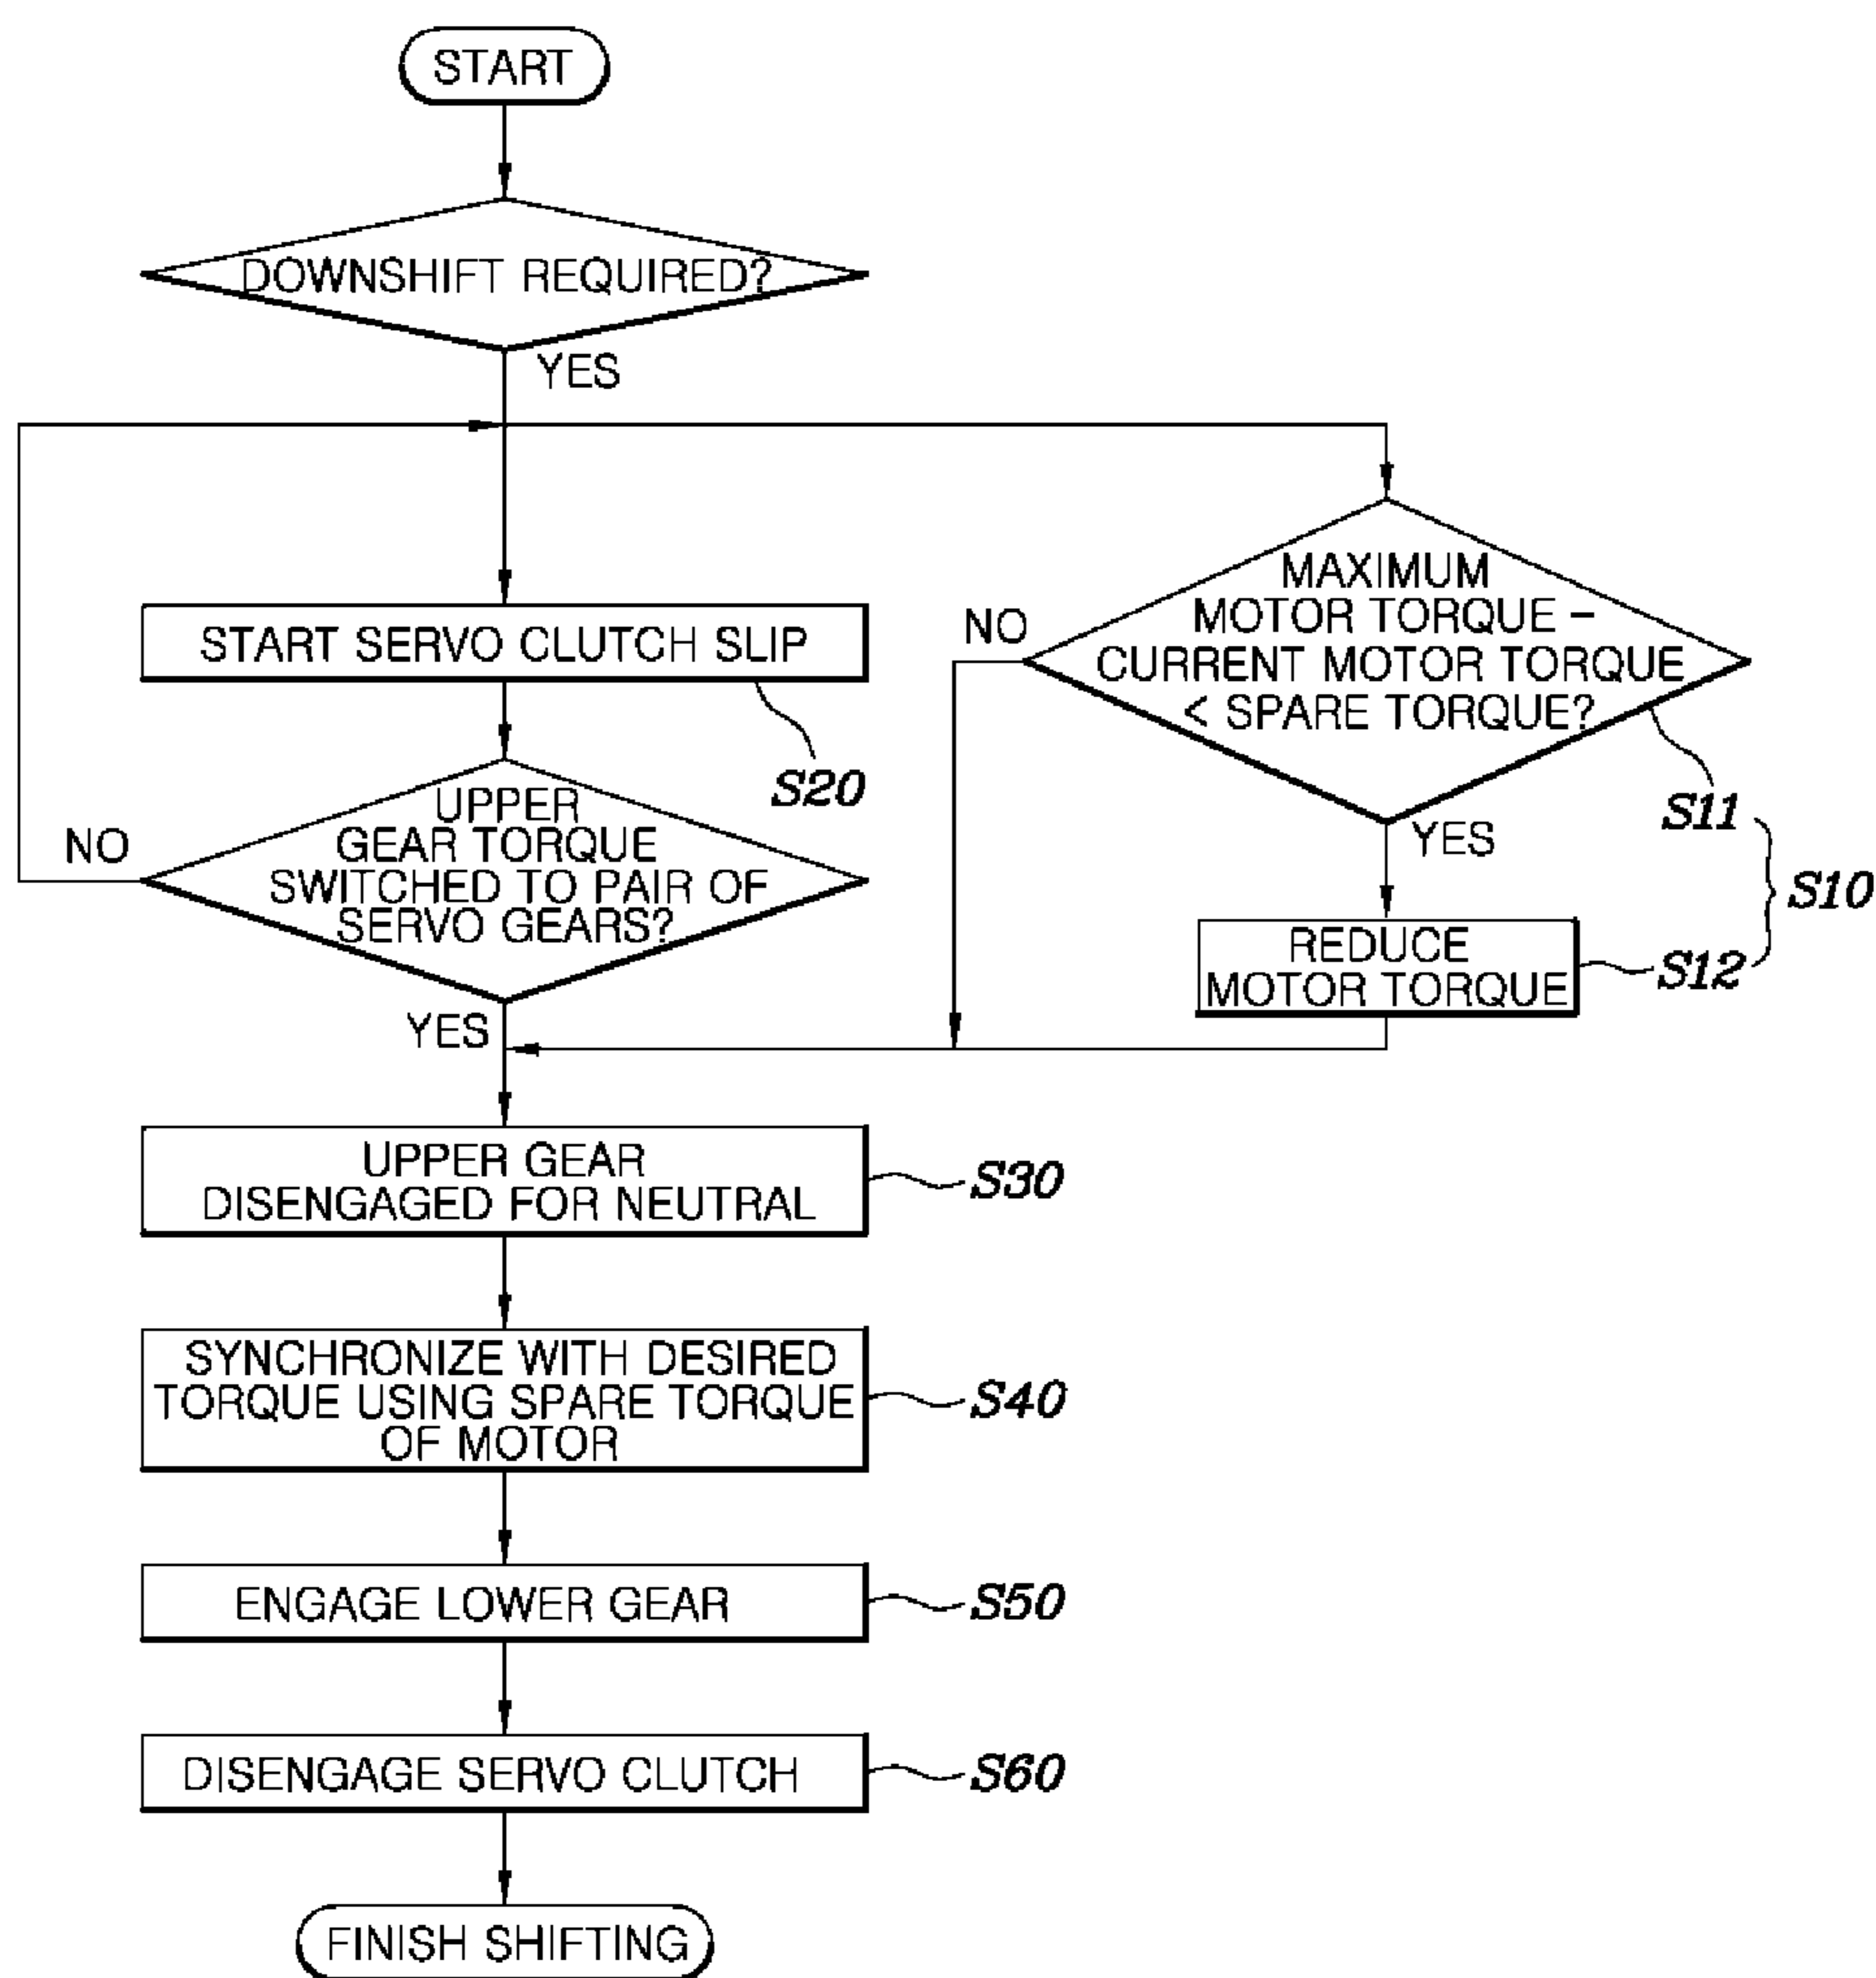 START
DOWNSHIFT REQUIRED?
YES
START SERVO CLUTCH SLIP
S20
UPPER
GEAR TORQUE
SWITCHED TO PAIR OF
SERVO GEARS?
NO
YES
MAXIMUM
MOTOR TORQUE –
CURRENT MOTOR TORQUE
< SPARE TORQUE?
NO
S11
YES
S10
REDUCE
MOTOR TORQUE
S12
UPPER GEAR
DISENGAGED FOR NEUTRAL
S30
SYNCHRONIZE WITH DESIRED
TORQUE USING SPARE TORQUE
OF MOTOR
S40
ENGAGE LOWER GEAR
S50
DISENGAGE SERVO CLUTCH
S60
FINISH SHIFTING